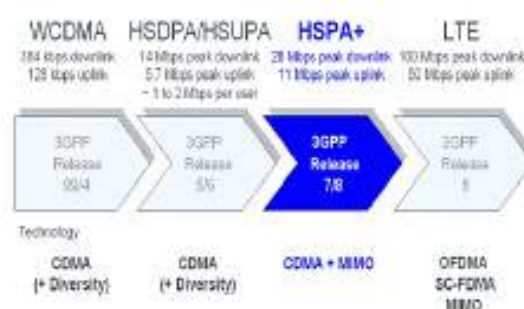 WCDMA
384 kbps downlink
128 kbps uplink
HSDPA/HSUPA
14 Mbps peak downlink
5.7 Mbps peak uplink
~ 1 to 2 Mbps per user
HSPA+
28 Mbps peak downlink
11 Mbps peak uplink
LTE
100 Mbps peak downlink
50 Mbps peak uplink
3GPP
Release
99/4
3GPP
Release
5/6
3GPP
Release
7/8
3GPP
Release
8
Technology
CDMA
(+ Diversity)
CDMA
(+ Diversity)
CDMA + MIMO
OFDMA
SC-FDMA
MIMO